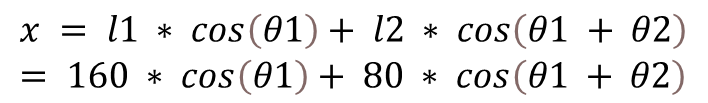 x = l1 * cos(θ1) + l2 * cos(θ1 + θ2)
= 160 * cos(θ1) + 80 * cos(θ1 + θ2)